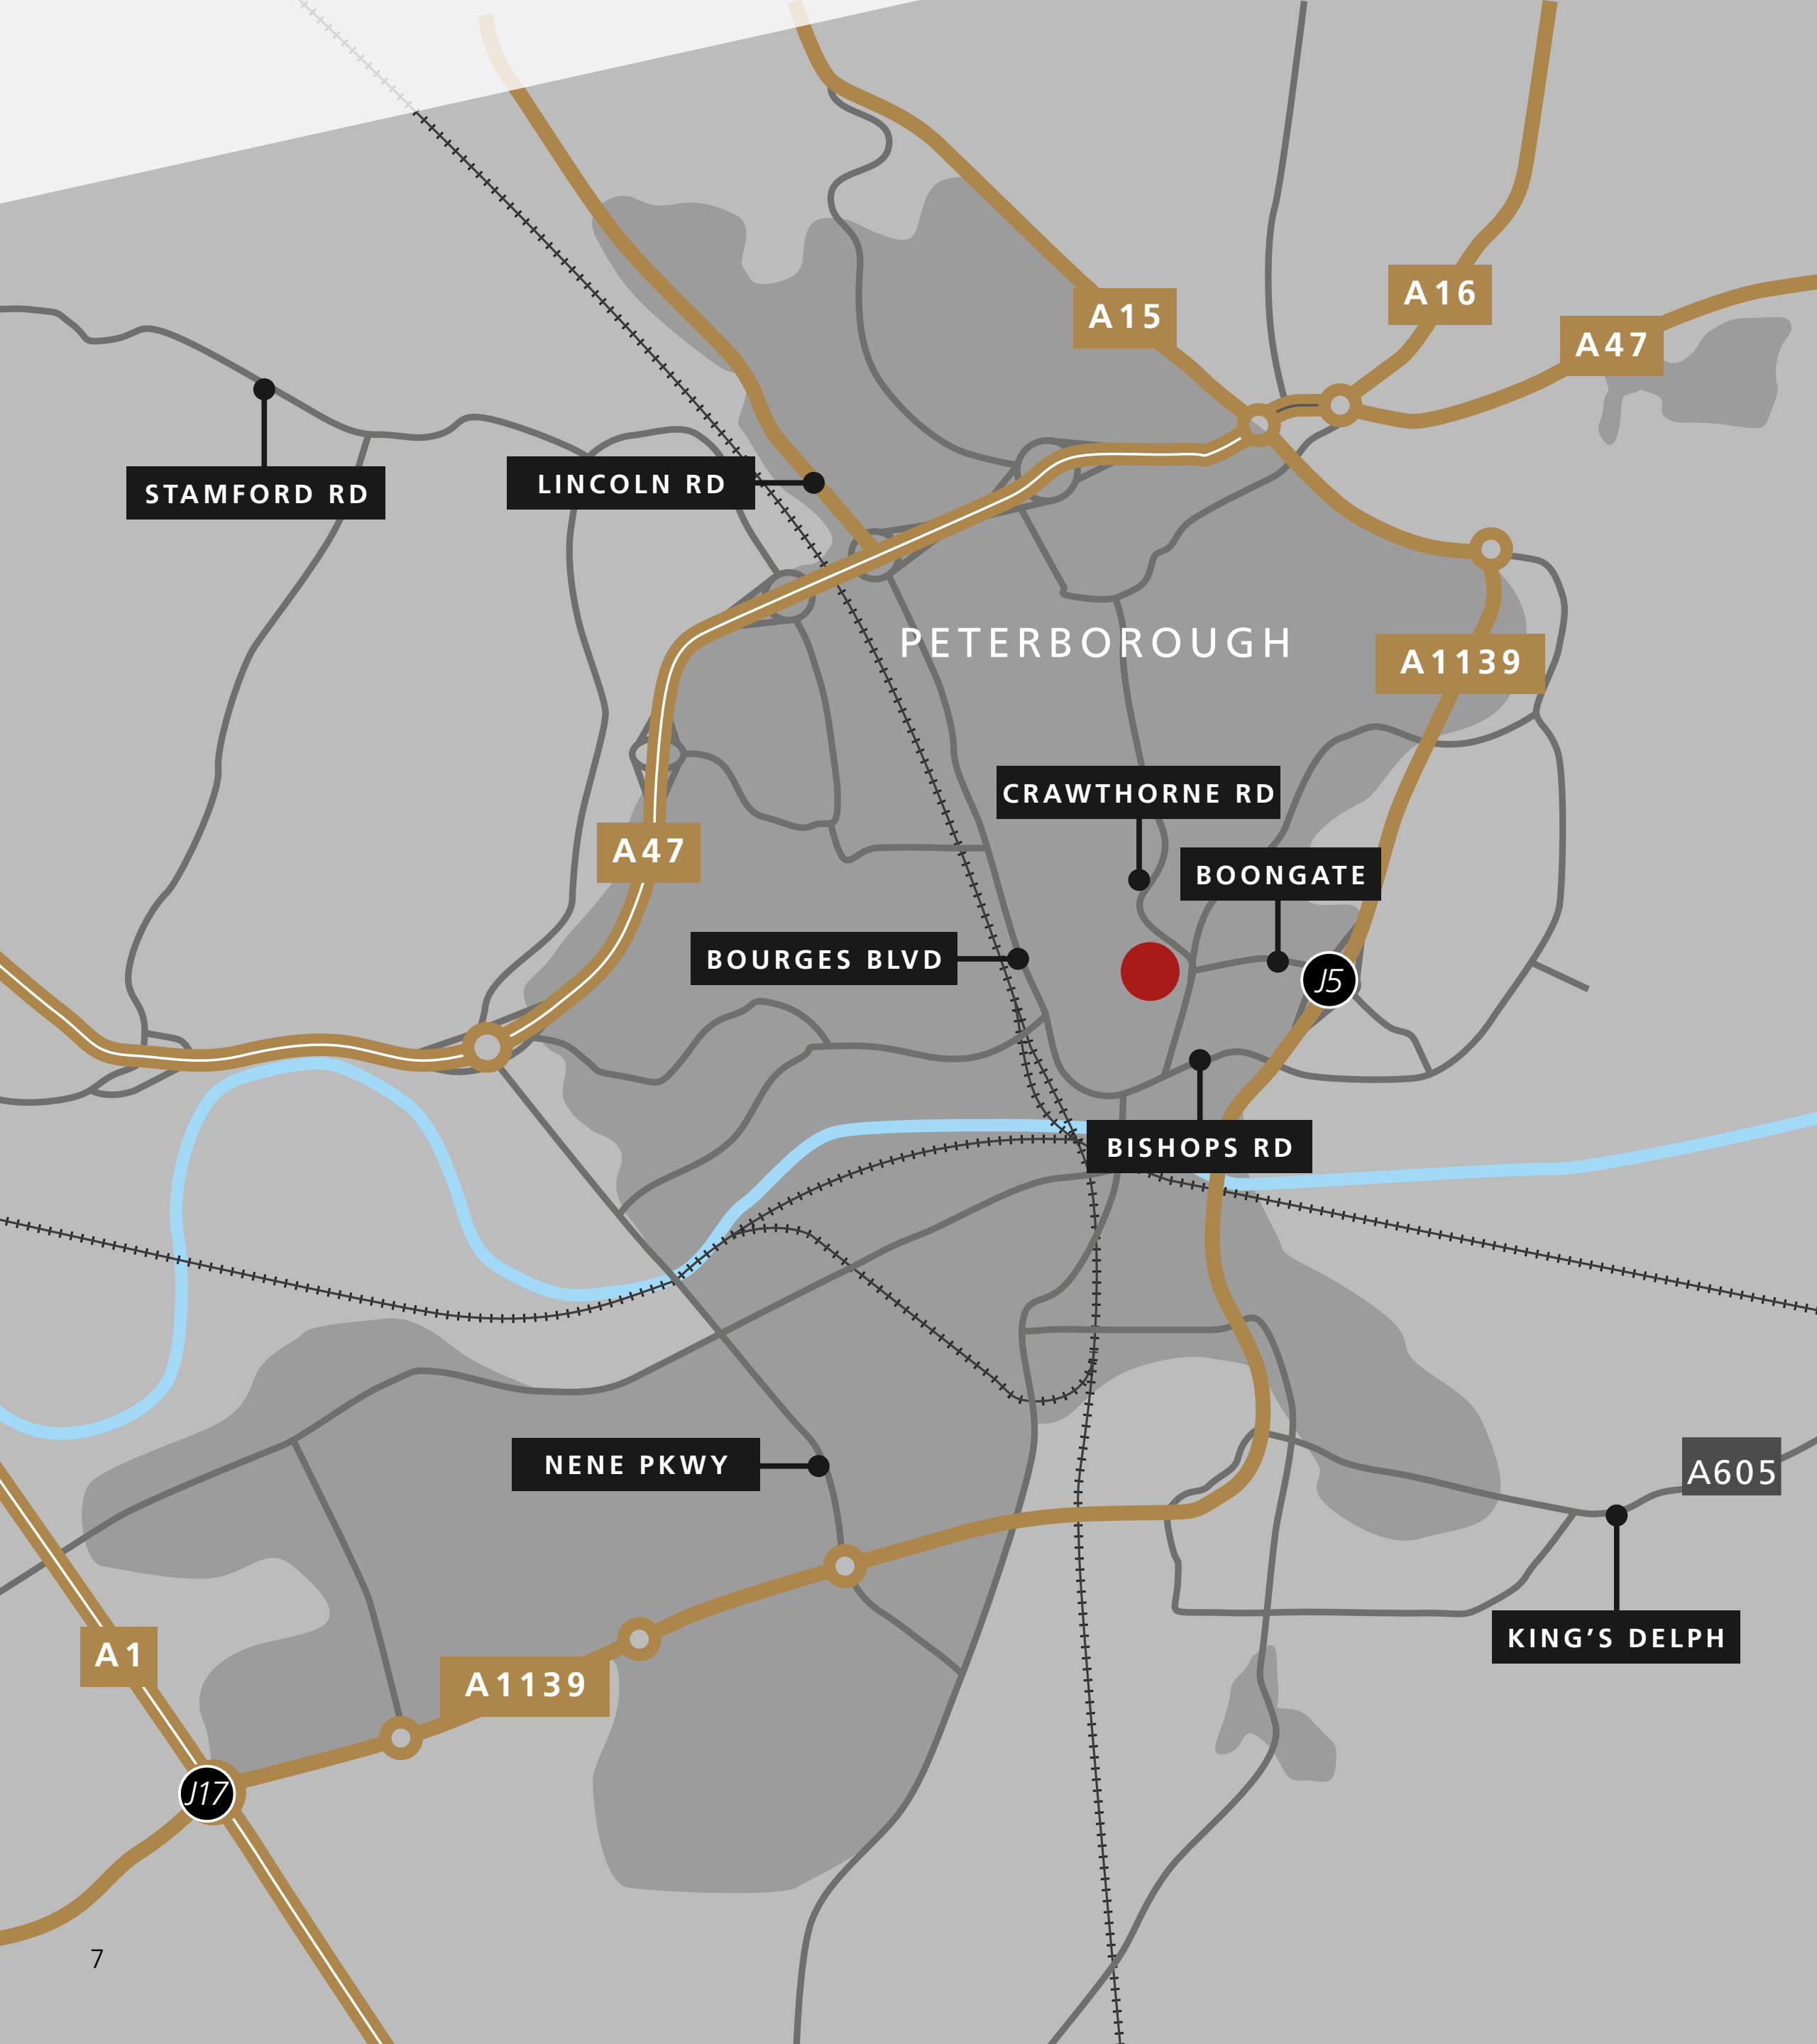 A16
A15
A47
STAMFORD RD
LINCOLN RD
PETERBOROUGH
A1139
CRAWTHORNE RD
A47
BOONGATE
BOURGES BLVD
J5
BISHOPS RD
NENE PKWY
A605
KING'S DELPH
A1
A1139
J17
7